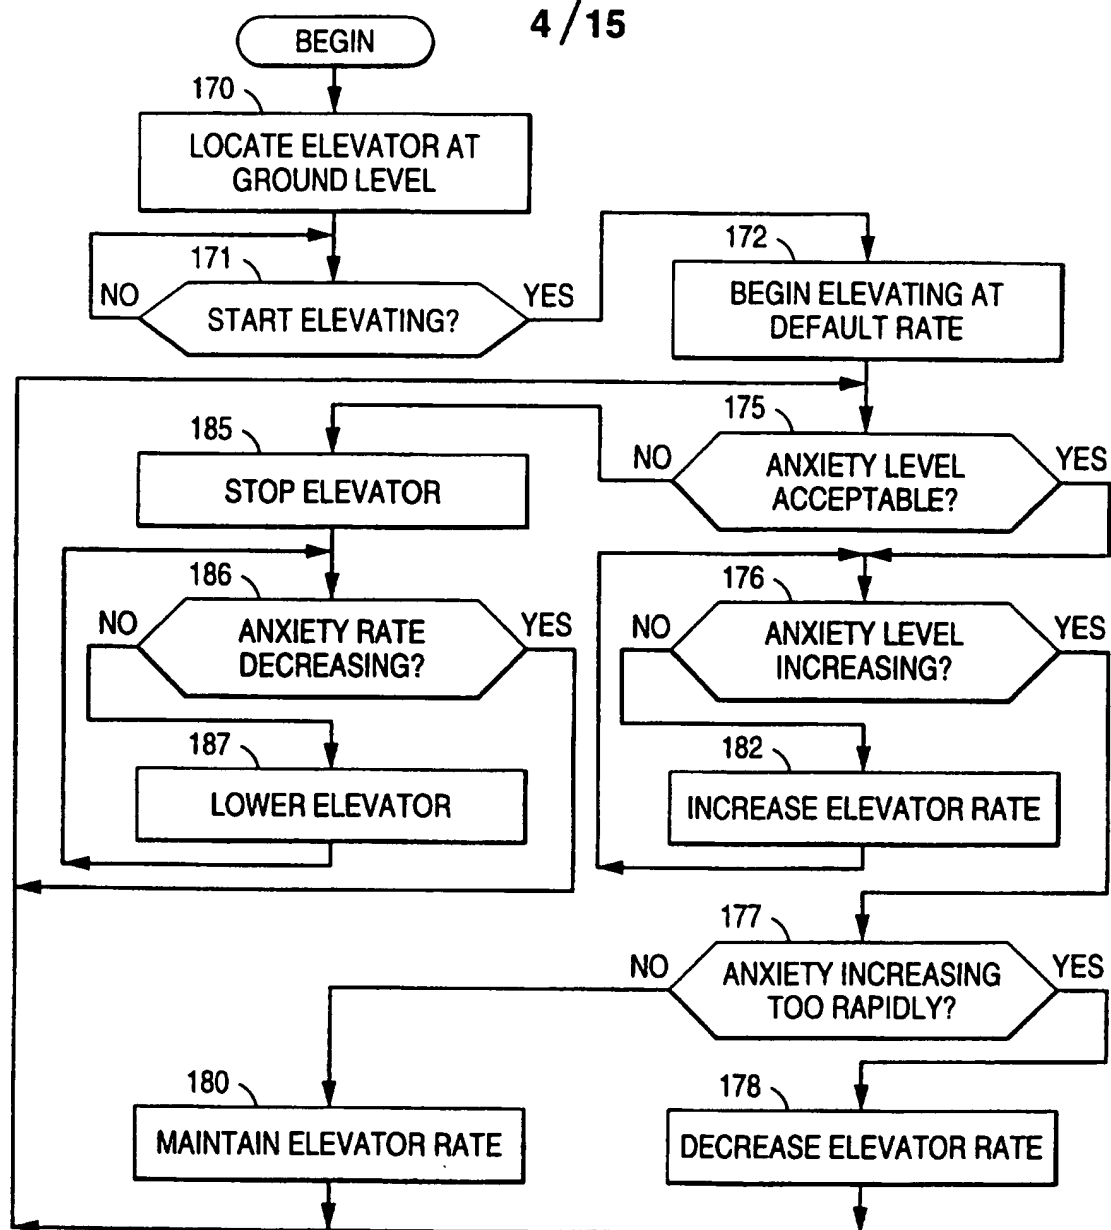 4/15
BEGIN
170
LOCATE ELEVATOR AT
GROUND LEVEL
171
NO
START ELEVATING?
YES
172
BEGIN ELEVATING AT
DEFAULT RATE
175
NO
ANXIETY LEVEL
ACCEPTABLE?
YES
185
STOP ELEVATOR
186
NO
ANXIETY RATE
DECREASING?
YES
176
NO
ANXIETY LEVEL
INCREASING?
YES
187
LOWER ELEVATOR
182
INCREASE ELEVATOR RATE
177
NO
ANXIETY INCREASING
TOO RAPIDLY?
YES
180
MAINTAIN ELEVATOR RATE
178
DECREASE ELEVATOR RATE